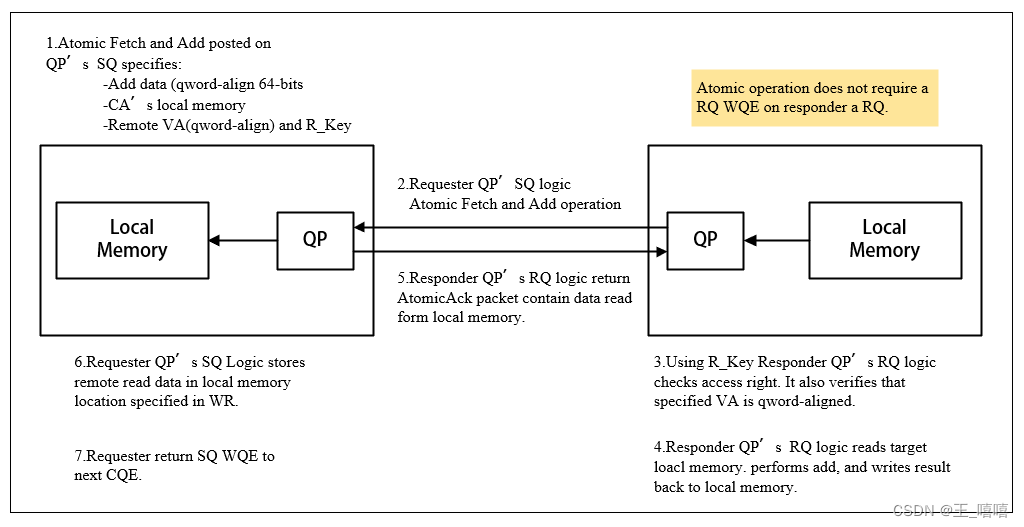 1.Atomic Fetch and Add posted on
QP′ s SQ specifies:
-Add data (qword-align 64-bits
-CA′ s local memory
-Remote VA(qword-align) and R_Key
Atomic operation does not require a
RQ WQE on responder a RQ.
2.Requester QP′ SQ logic
Atomic Fetch and Add operation
Local
Memory
QP
QP
Local
Memory
5.Responder QP′ s RQ logic return
AtomicAck packet contain data read
form local memory.
6.Requester QP′ s SQ Logic stores
remote read data in local memory
location specified in WR.
3.Using R_Key Responder QP′ s RQ logic
checks access right. It also verifies that
specified VA is qword-aligned.
7.Requester return SQ WQE to
next CQE.
4.Responder QP′ s RQ logic reads target
loacl memory. performs add, and writes result
back to local memory.
CSDN @王_嘻嘻